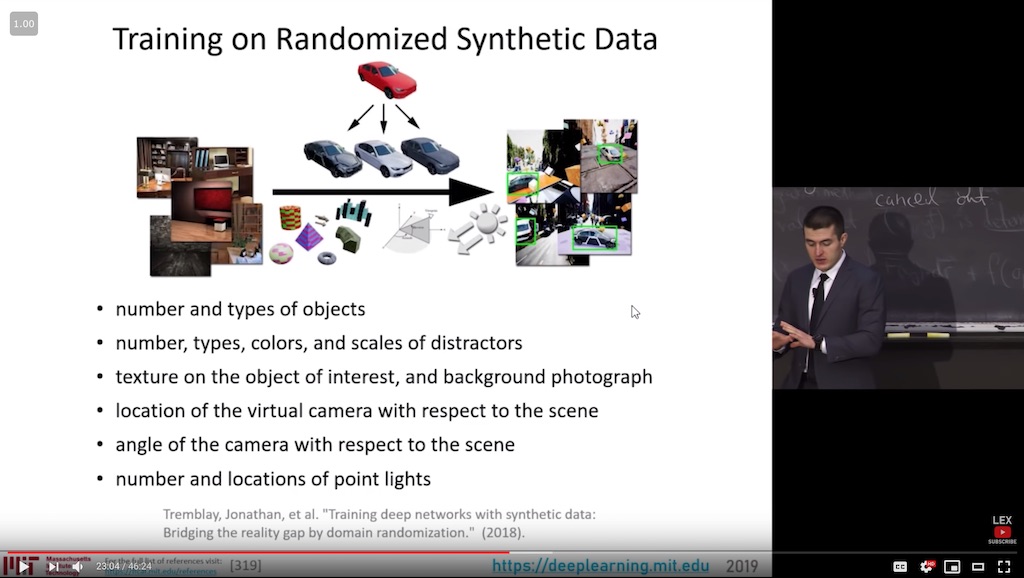 1.00
Training on Randomized Synthetic Data
cancel out
• number and types of objects
• number, types, colors, and scales of distractors
• texture on the object of interest, and background photograph
• location of the virtual camera with respect to the scene
• angle of the camera with respect to the scene
• number and locations of point lights
Tremblay, Jonathan, et al. "Training deep networks with synthetic data:
Bridging the reality gap by domain randomization." (2018).
LEX
SUBSCRIBE
MIT
Massachusetts
Institute of
Technology
For the full list of references visit:
https://hcai.mit.edu/references
[319]
https://deeplearning.mit.edu 2019
23:04 / 46:24
CC
HD